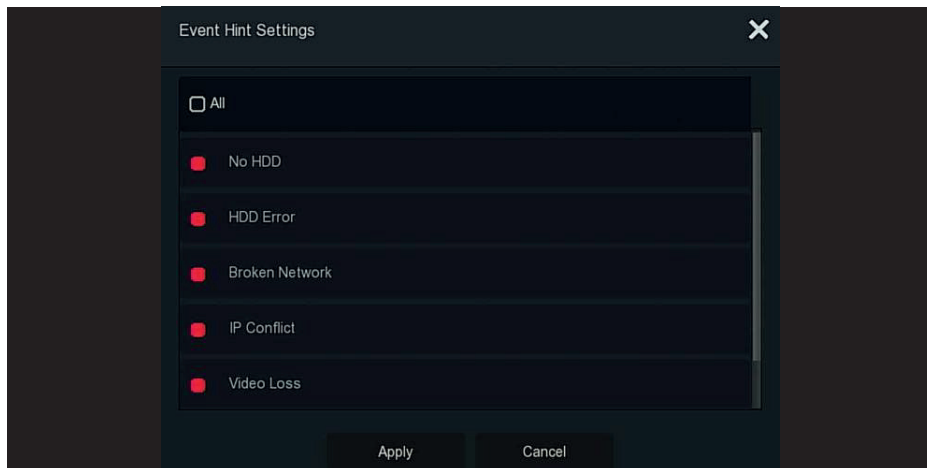 Event Hint Settings
All
No HDD
HDD Error
Broken Network
IP Conflict
Video Loss
Apply Cancel